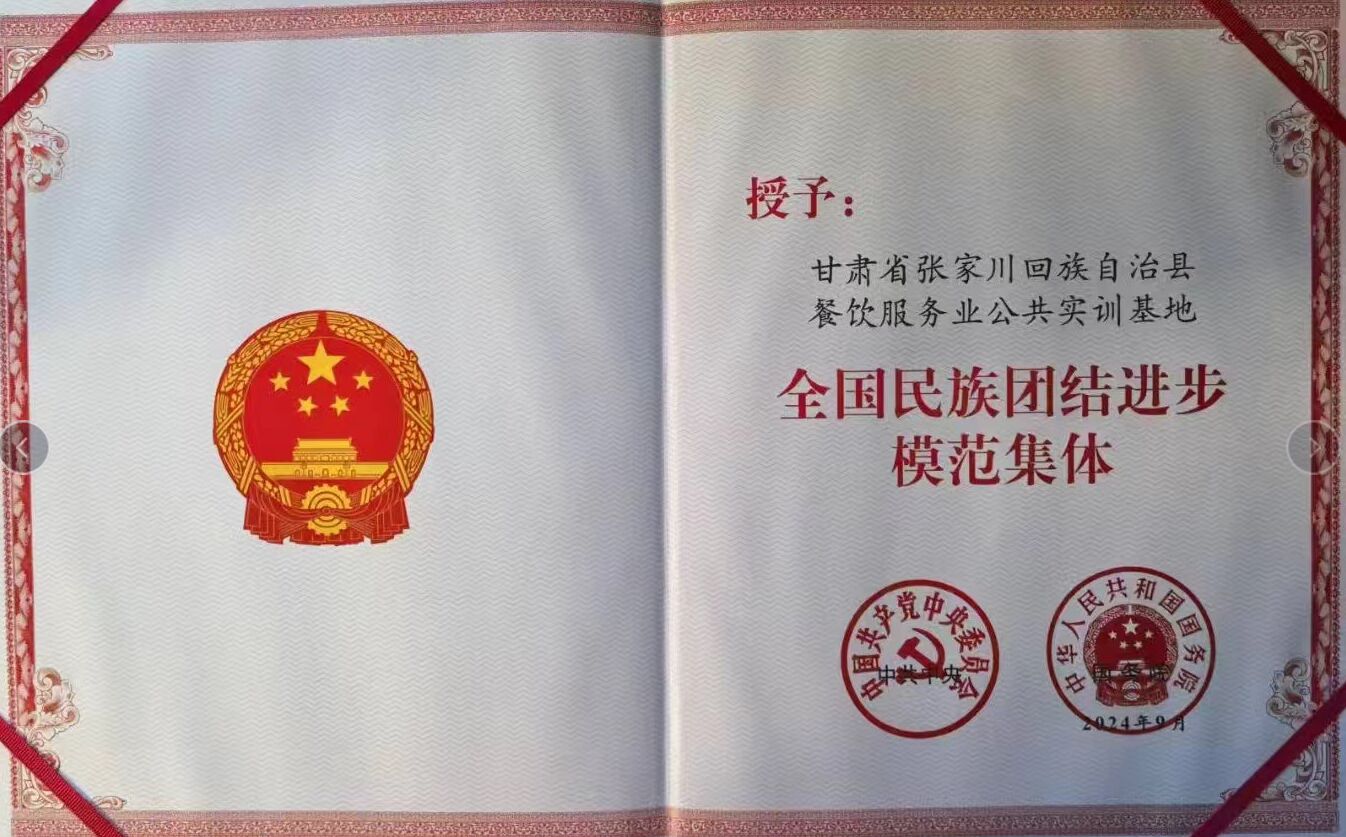 授予：
甘肃省张家川回族自治县
餐饮服务业公共实训基地
全国民族团结进步
模范集体
中国共产党中央委员会
中共中央
中华人民共和国国务院
国务院
2024年9月